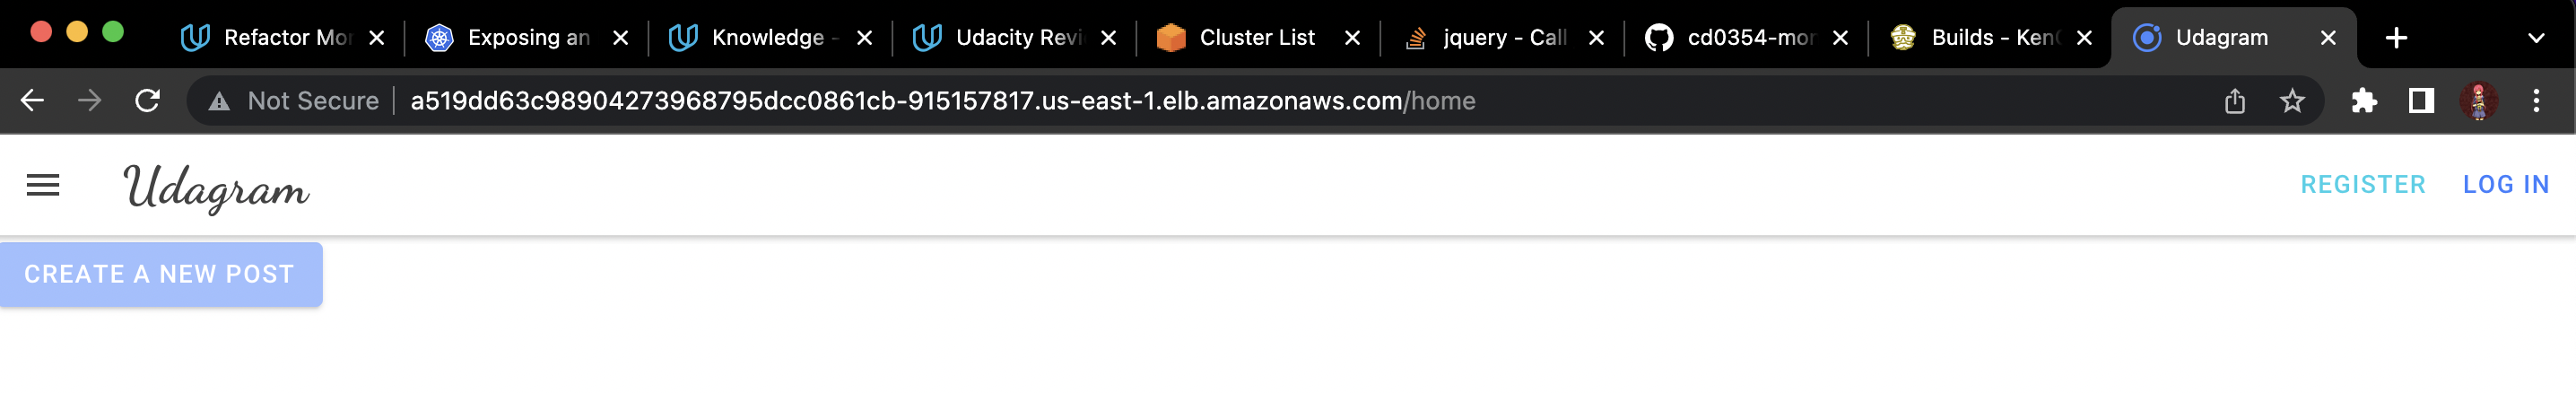 Refactor Mor
Exposing an
Knowledge -
Udacity Revi
Cluster List
jquery - Call
cd0354-mor
Builds - Ken
Udagram
Not Secure a519dd63c98904273968795dcc0861cb-915157817.us-east-1.elb.amazonaws.com/home
Udagram
REGISTER LOG IN
CREATE A NEW POST